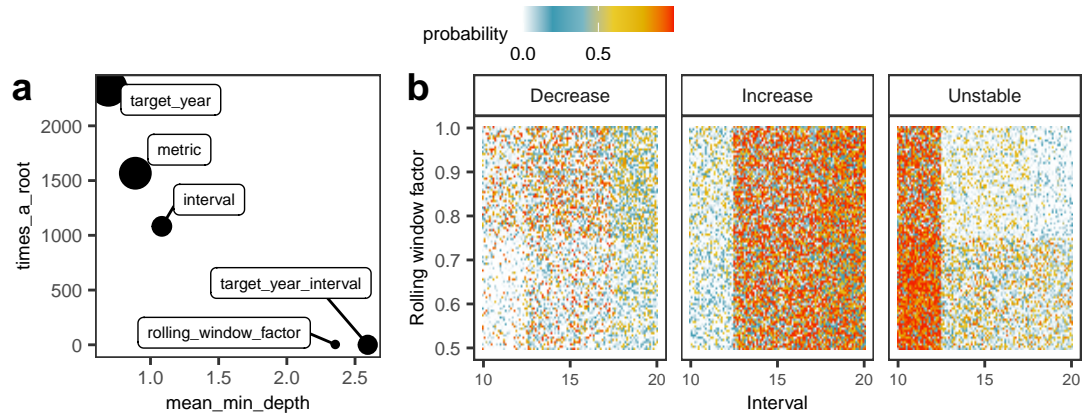 probability
0.0 0.5
a
target_year
metric
interval
target_year_interval
rolling_window_factor
2000
1500
1000
500
0
times_a_root
1.0 1.5 2.0 2.5
mean_min_depth
b
Decrease Increase Unstable
1.0
0.9
0.8
0.7
0.6
0.5
Rolling window factor
10 15 20 10 15 20 10 15 20
Interval